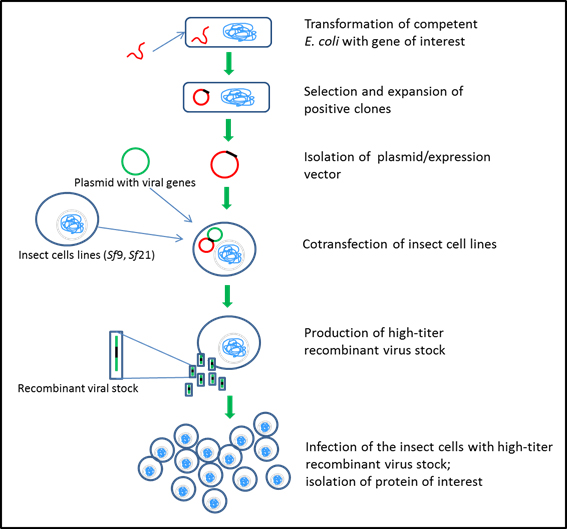 Transformation of competent
E. coli with gene of interest
Selection and expansion of
positive clones
Isolation of plasmid/expression
vector
Plasmid with viral genes
Cotransfection of insect cell lines
Insect cells lines (Sf9, Sf21)
Production of high-titer
recombinant virus stock
Recombinant viral stock
Infection of the insect cells with high-titer
recombinant virus stock;
isolation of protein of interest